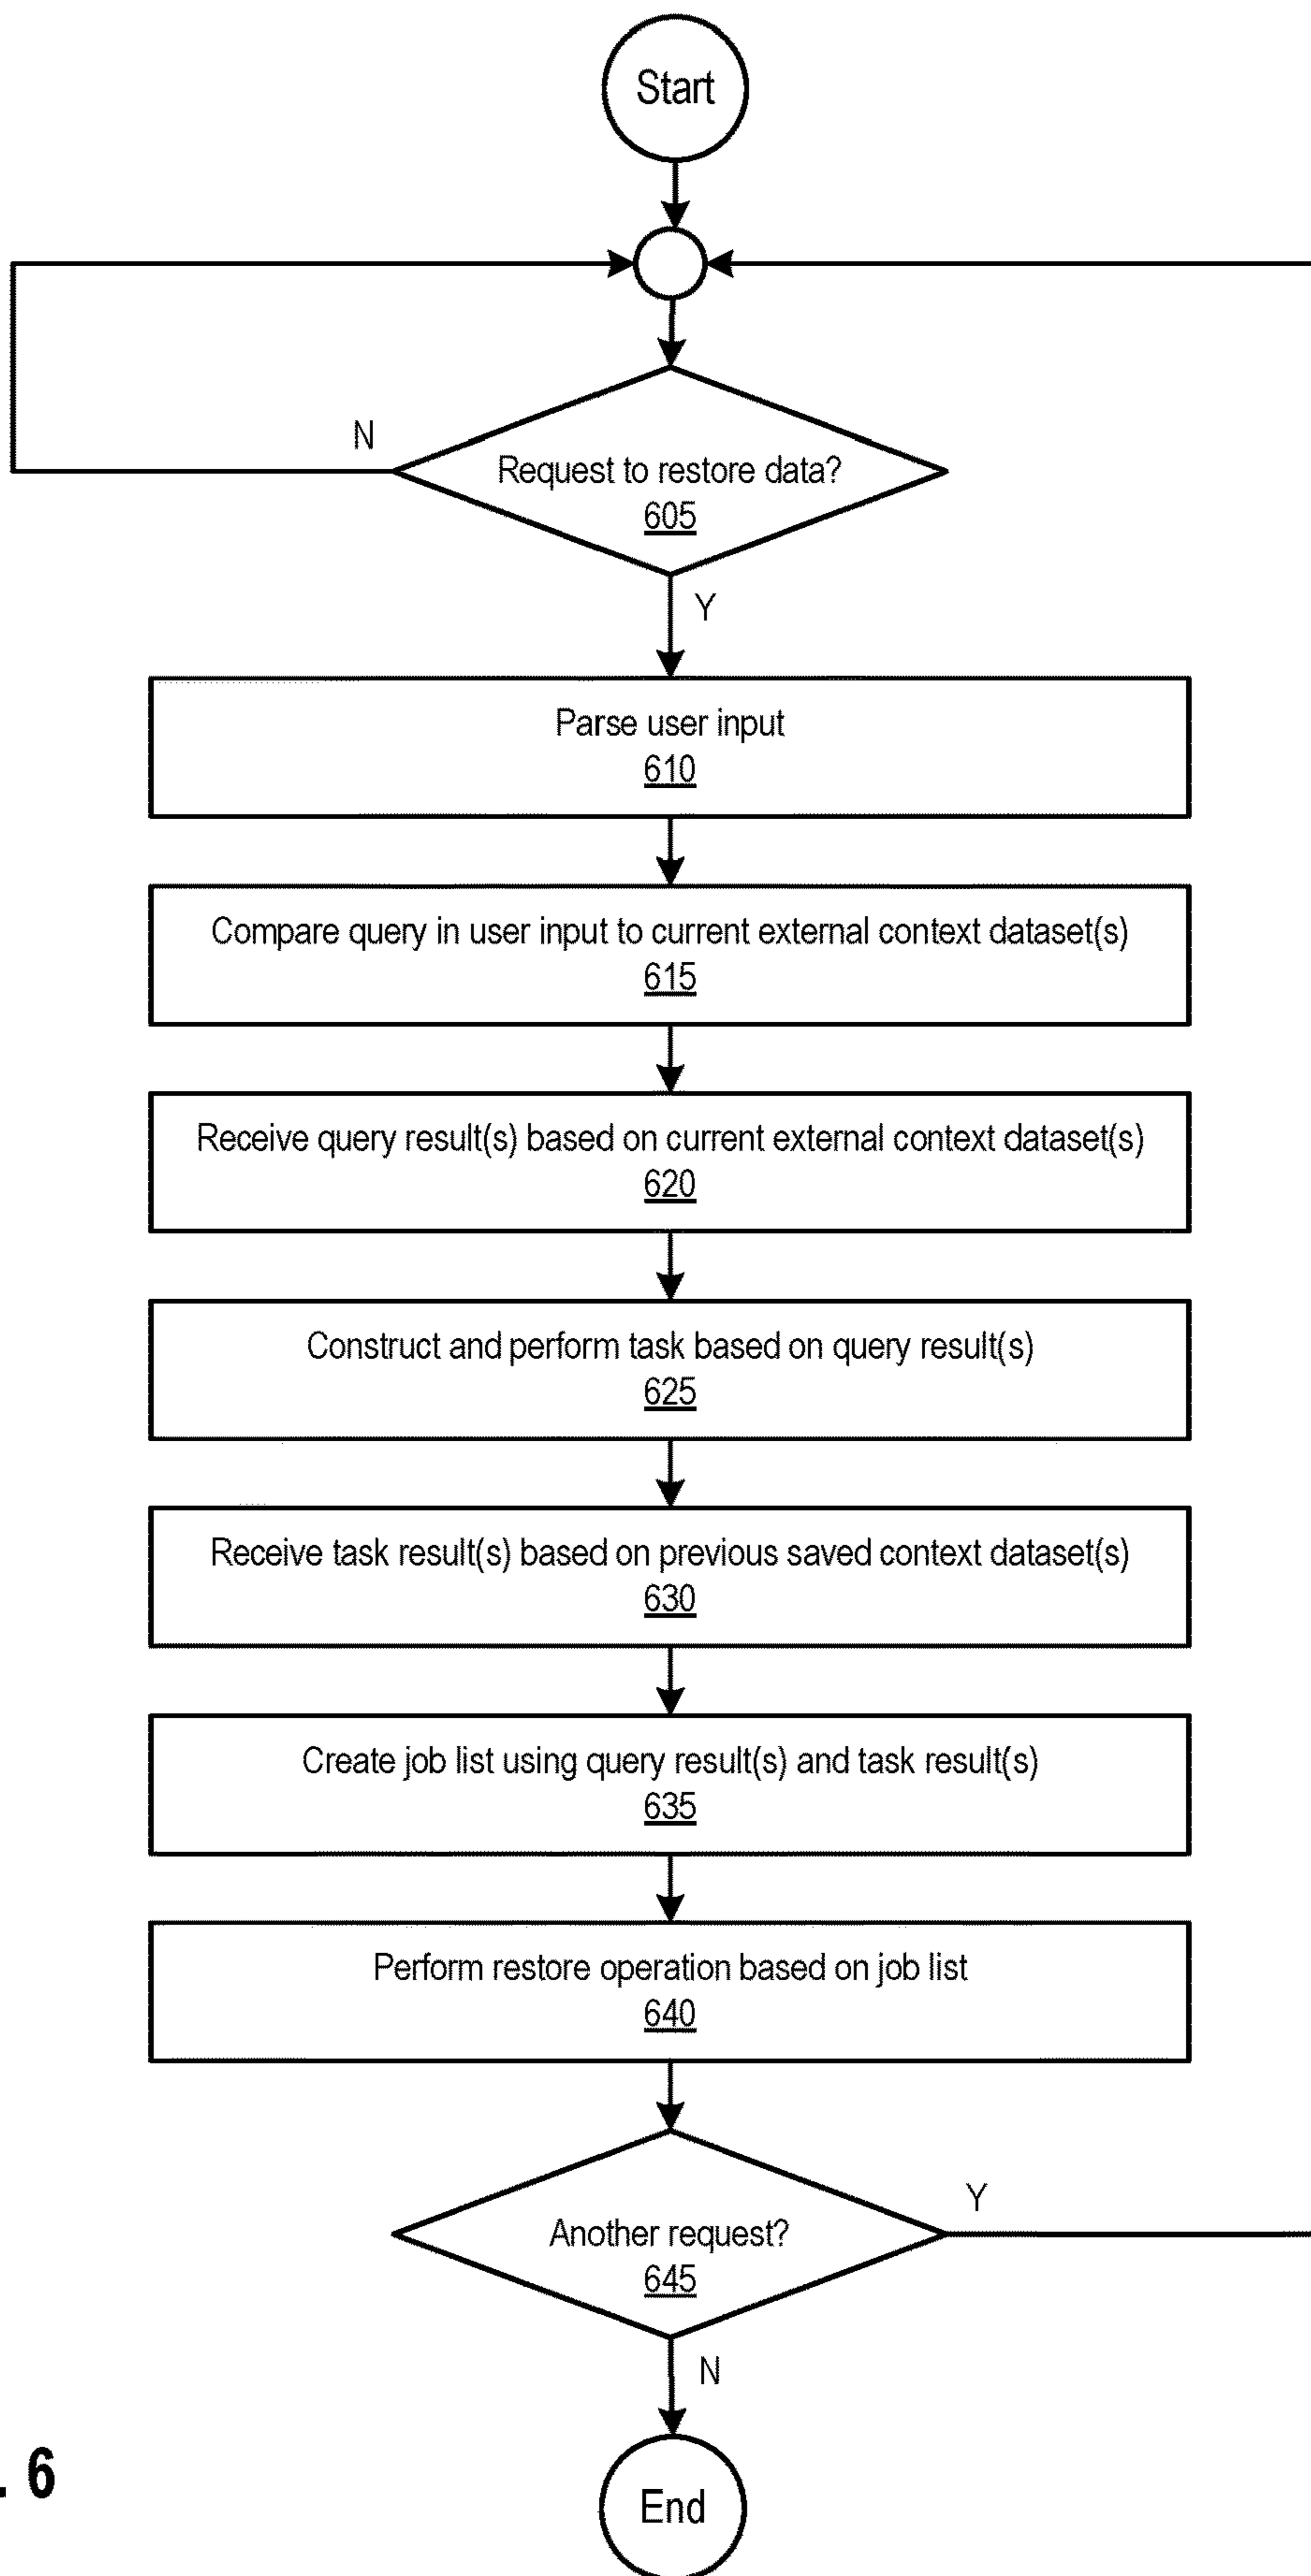 Start
Request to restore data?
605
N
Y
Parse user input
610
Compare query in user input to current external context dataset(s)
615
Receive query result(s) based on current external context dataset(s)
620
Construct and perform task based on query result(s)
625
Receive task result(s) based on previous saved context dataset(s)
630
Create job list using query result(s) and task result(s)
635
Perform restore operation based on job list
640
Another request?
645
Y
N
End
. 6